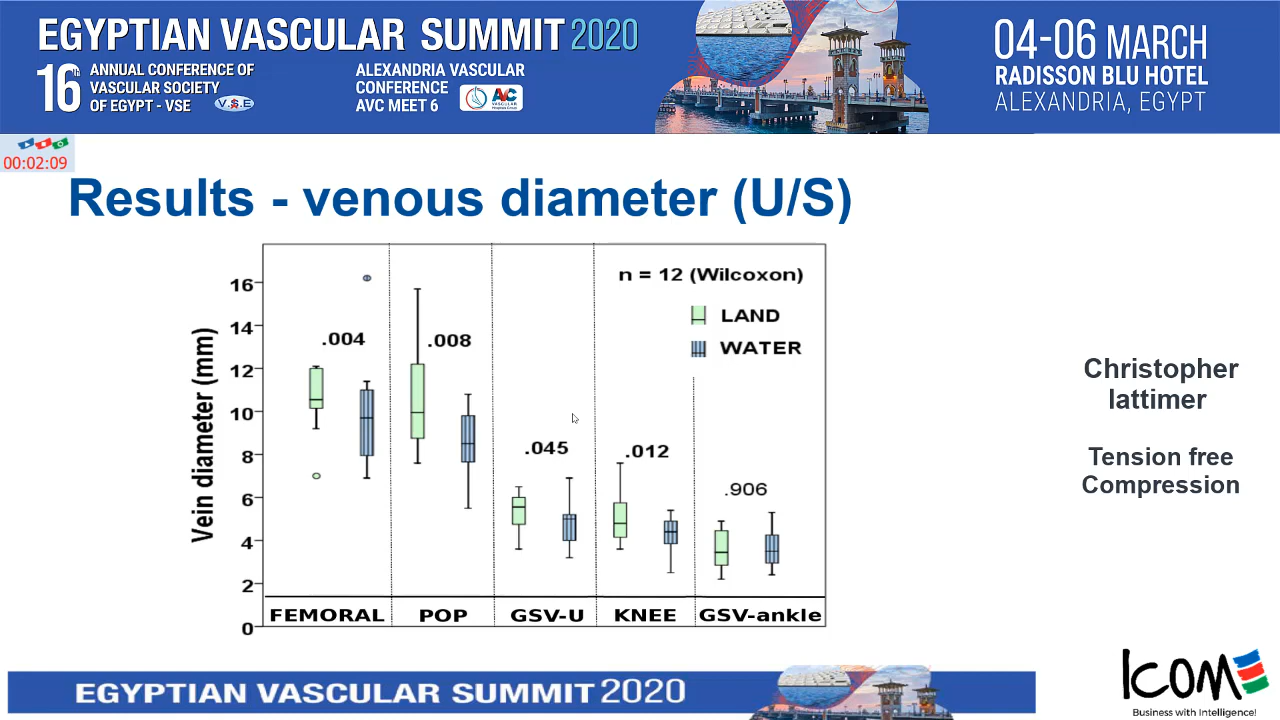 EGYPTIAN VASCULAR SUMMIT 2020
16th ANNUAL CONFERENCE OF
VASCULAR SOCIETY
OF EGYPT - VSE
V.S.E
ALEXANDRIA VASCULAR
CONFERENCE
AVC MEET 6
AVC
VASCULAR
04-06 MARCH
RADISSON BLU HOTEL
ALEXANDRIA, EGYPT
00:02:09
Results - venous diameter (U/S)
Vein diameter (mm)
16
14
12
10
8
6
4
2
0
n = 12 (Wilcoxon)
LAND
WATER
.004
.008
.045
.012
.906
FEMORAL
POP
GSV-U
KNEE
GSV-ankle
Christopher
lattimer
Tension free
Compression
EGYPTIAN VASCULAR SUMMIT 2020
ICOM
Business with Intelligence!